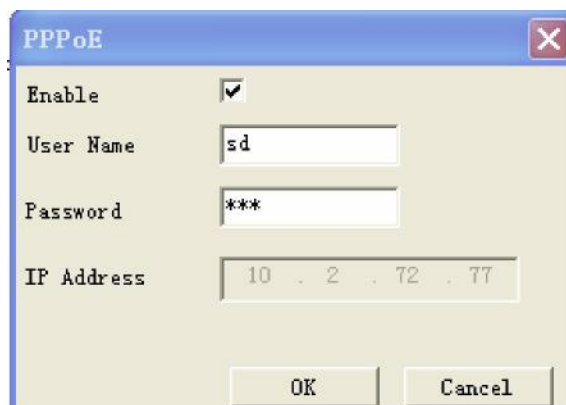 PPPoE
Enable
User Name sd
Password ***
IP Address 10 . 2 . 72 . 77
OK Cancel